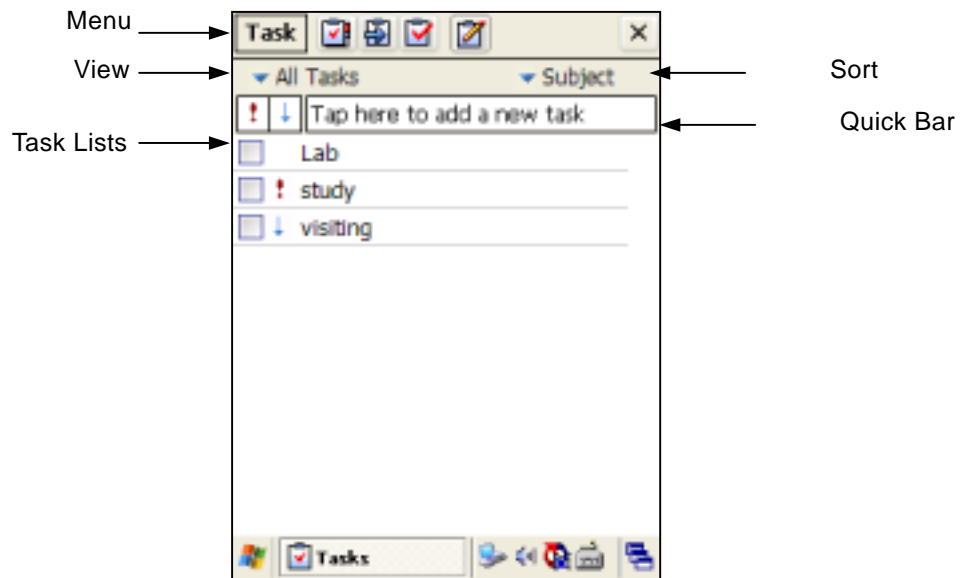 Menu
Task
View
All Tasks
Subject
Sort
Tap here to add a new task
Quick Bar
Task Lists
Lab
study
visiting
Tasks